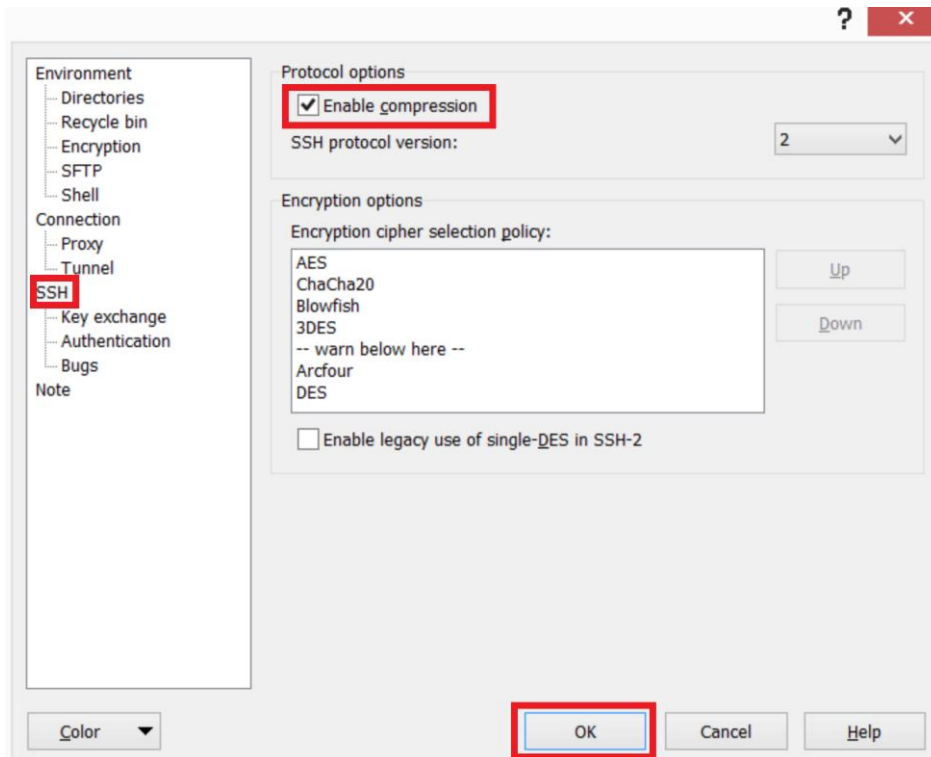 ?
Environment
Directories
Recycle bin
Encryption
SFTP
Shell
Connection
Proxy
Tunnel
SSH
Key exchange
Authentication
Bugs
Note
Protocol options
Enable compression
SSH protocol version: 2
Encryption options
Encryption cipher selection policy:
AES
ChaCha20
Blowfish
3DES
-- warn below here --
Arcfour
DES
Up
Down
Enable legacy use of single-DES in SSH-2
Color
OK
Cancel
Help